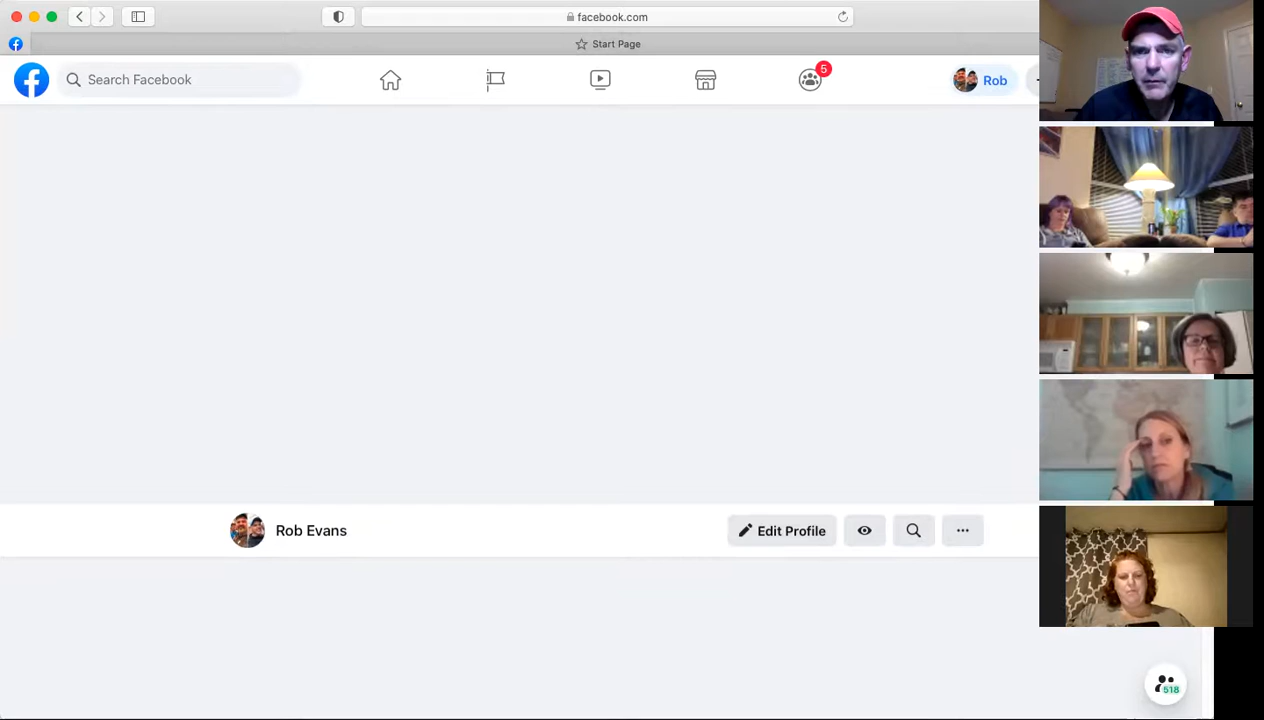 facebook.com
Start Page
Search Facebook
5
Rob
Rob Evans
Edit Profile
518